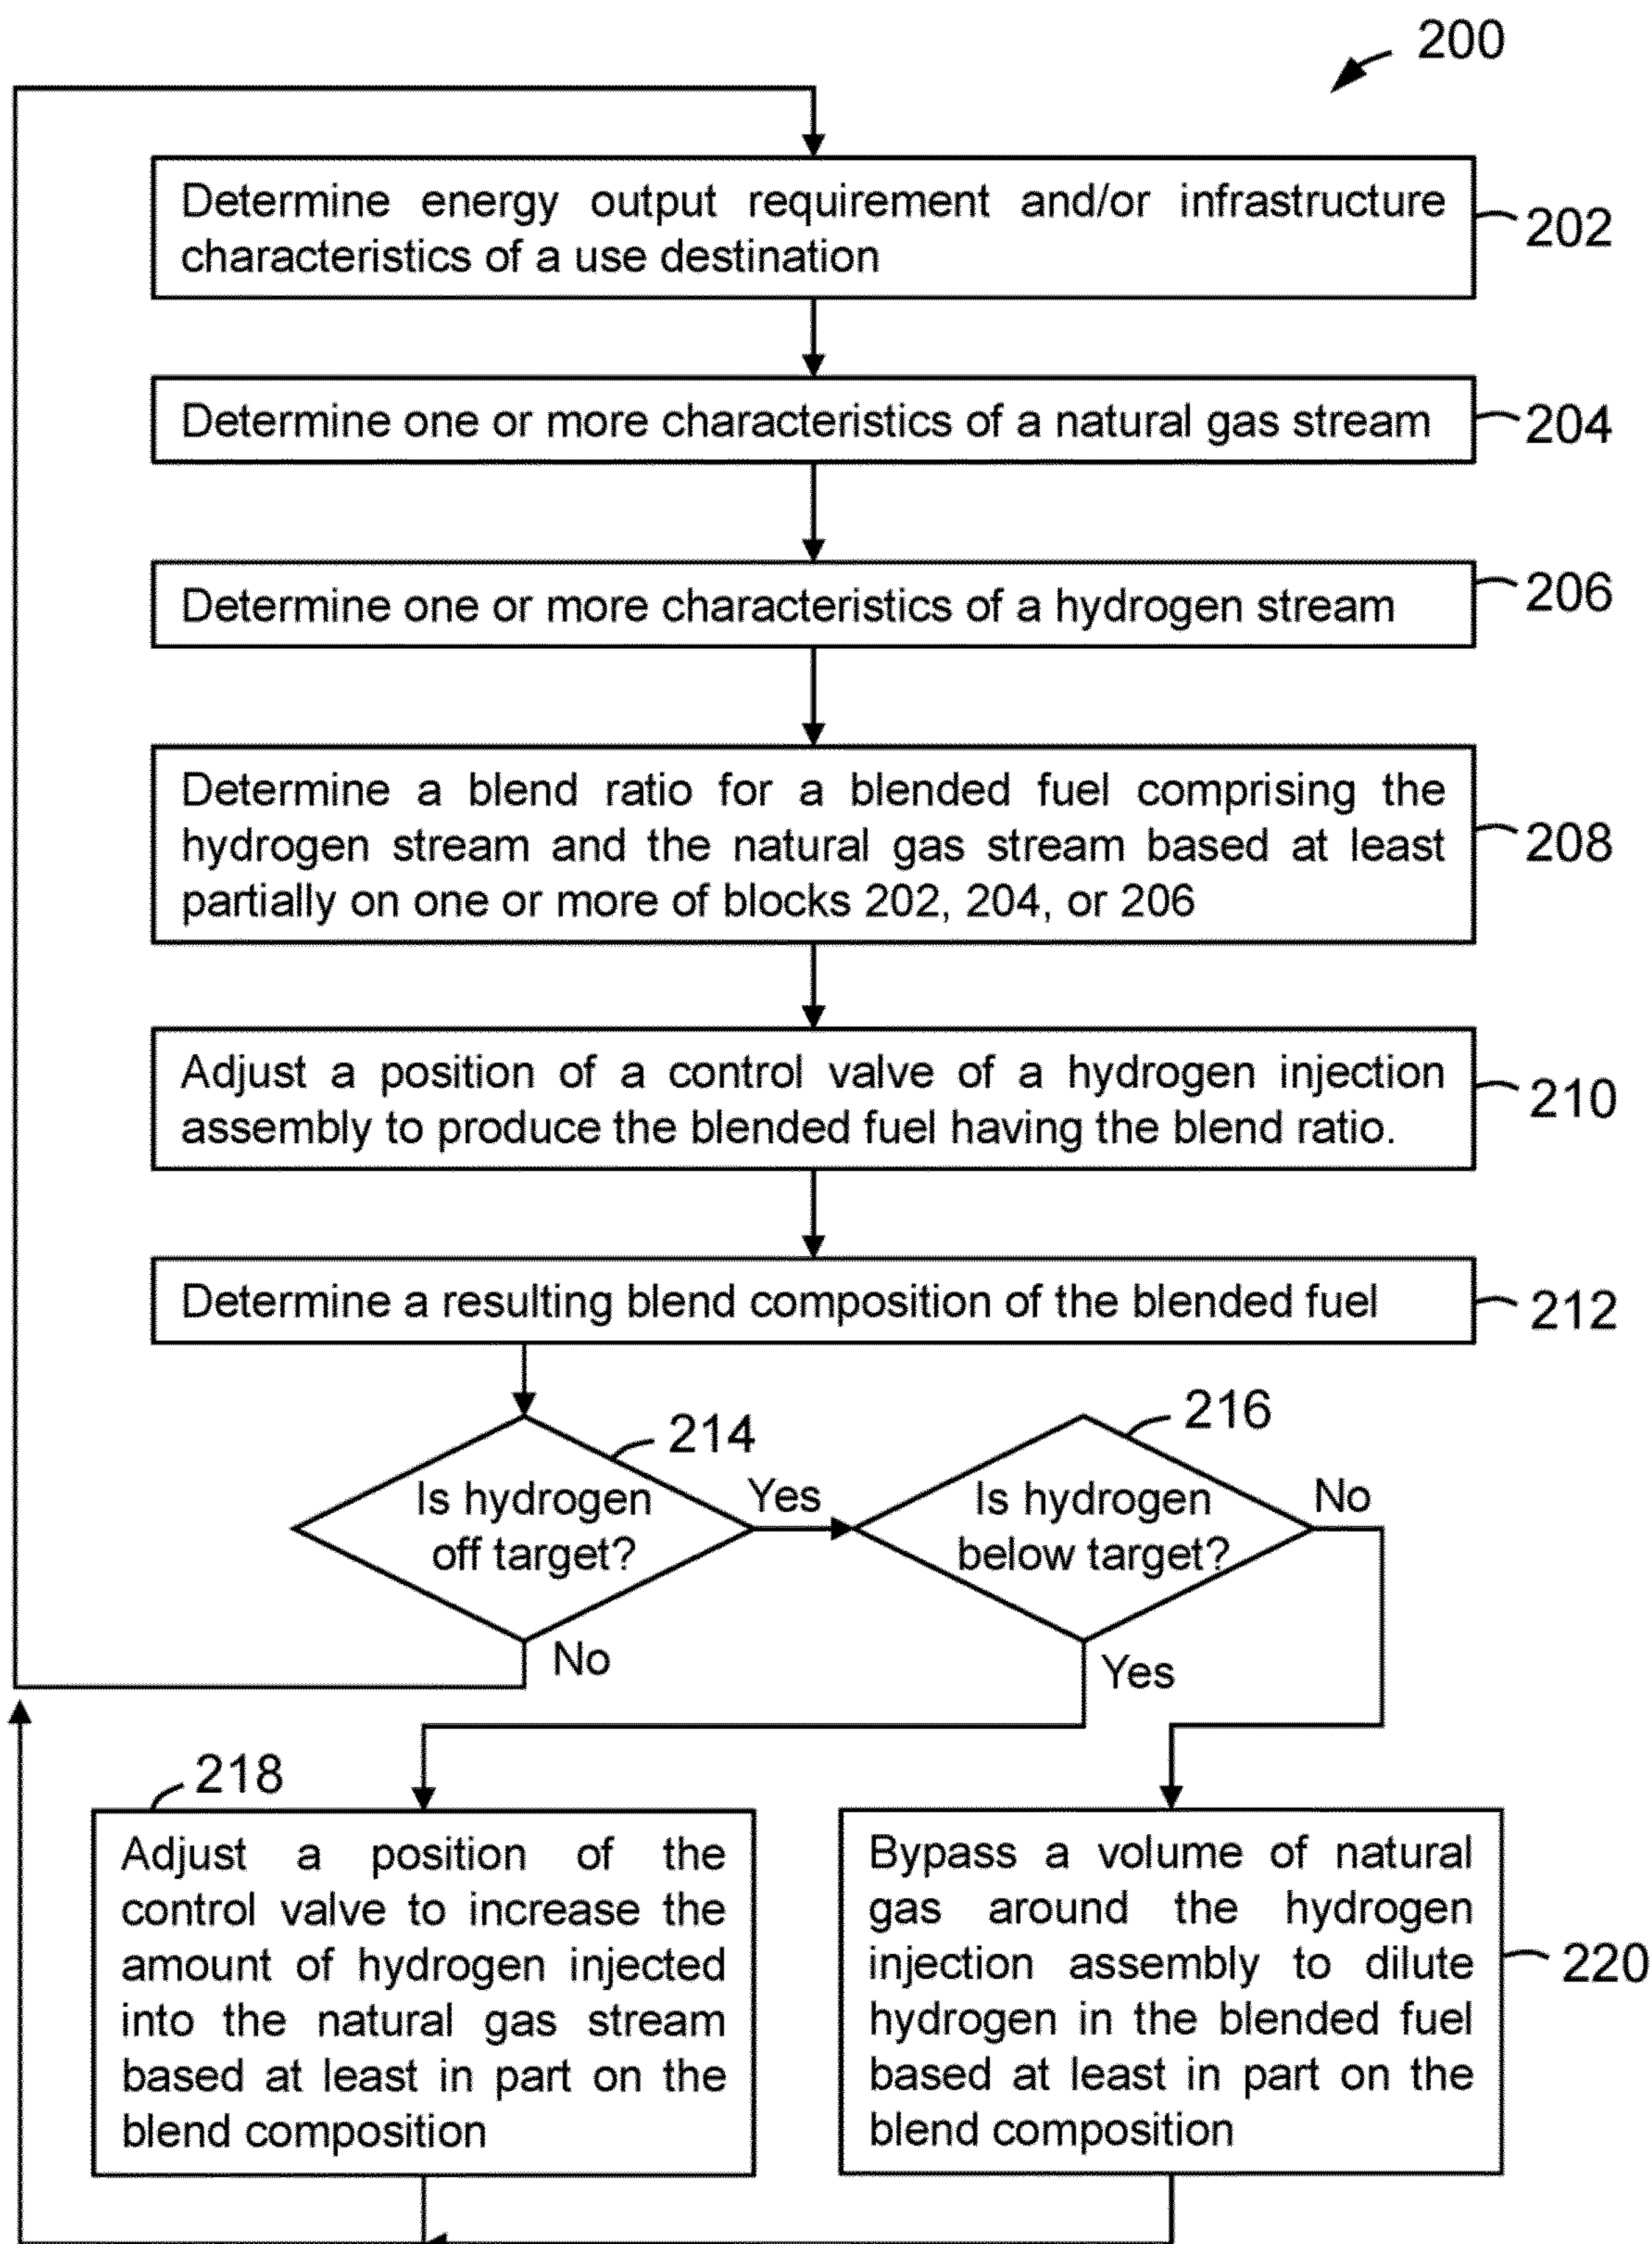 200
Determine energy output requirement and/or infrastructure
characteristics of a use destination
202
Determine one or more characteristics of a natural gas stream
204
Determine one or more characteristics of a hydrogen stream
206
Determine a blend ratio for a blended fuel comprising the
hydrogen stream and the natural gas stream based at least
partially on one or more of blocks 202, 204, or 206
208
Adjust a position of a control valve of a hydrogen injection
assembly to produce the blended fuel having the blend ratio.
210
Determine a resulting blend composition of the blended fuel
212
214
Is hydrogen
off target?
Yes
No
216
Is hydrogen
below target?
No
Yes
218
Adjust a position of the
control valve to increase the
amount of hydrogen injected
into the natural gas stream
based at least in part on the
blend composition
Bypass a volume of natural
gas around the hydrogen
injection assembly to dilute
hydrogen in the blended fuel
based at least in part on the
blend composition
220